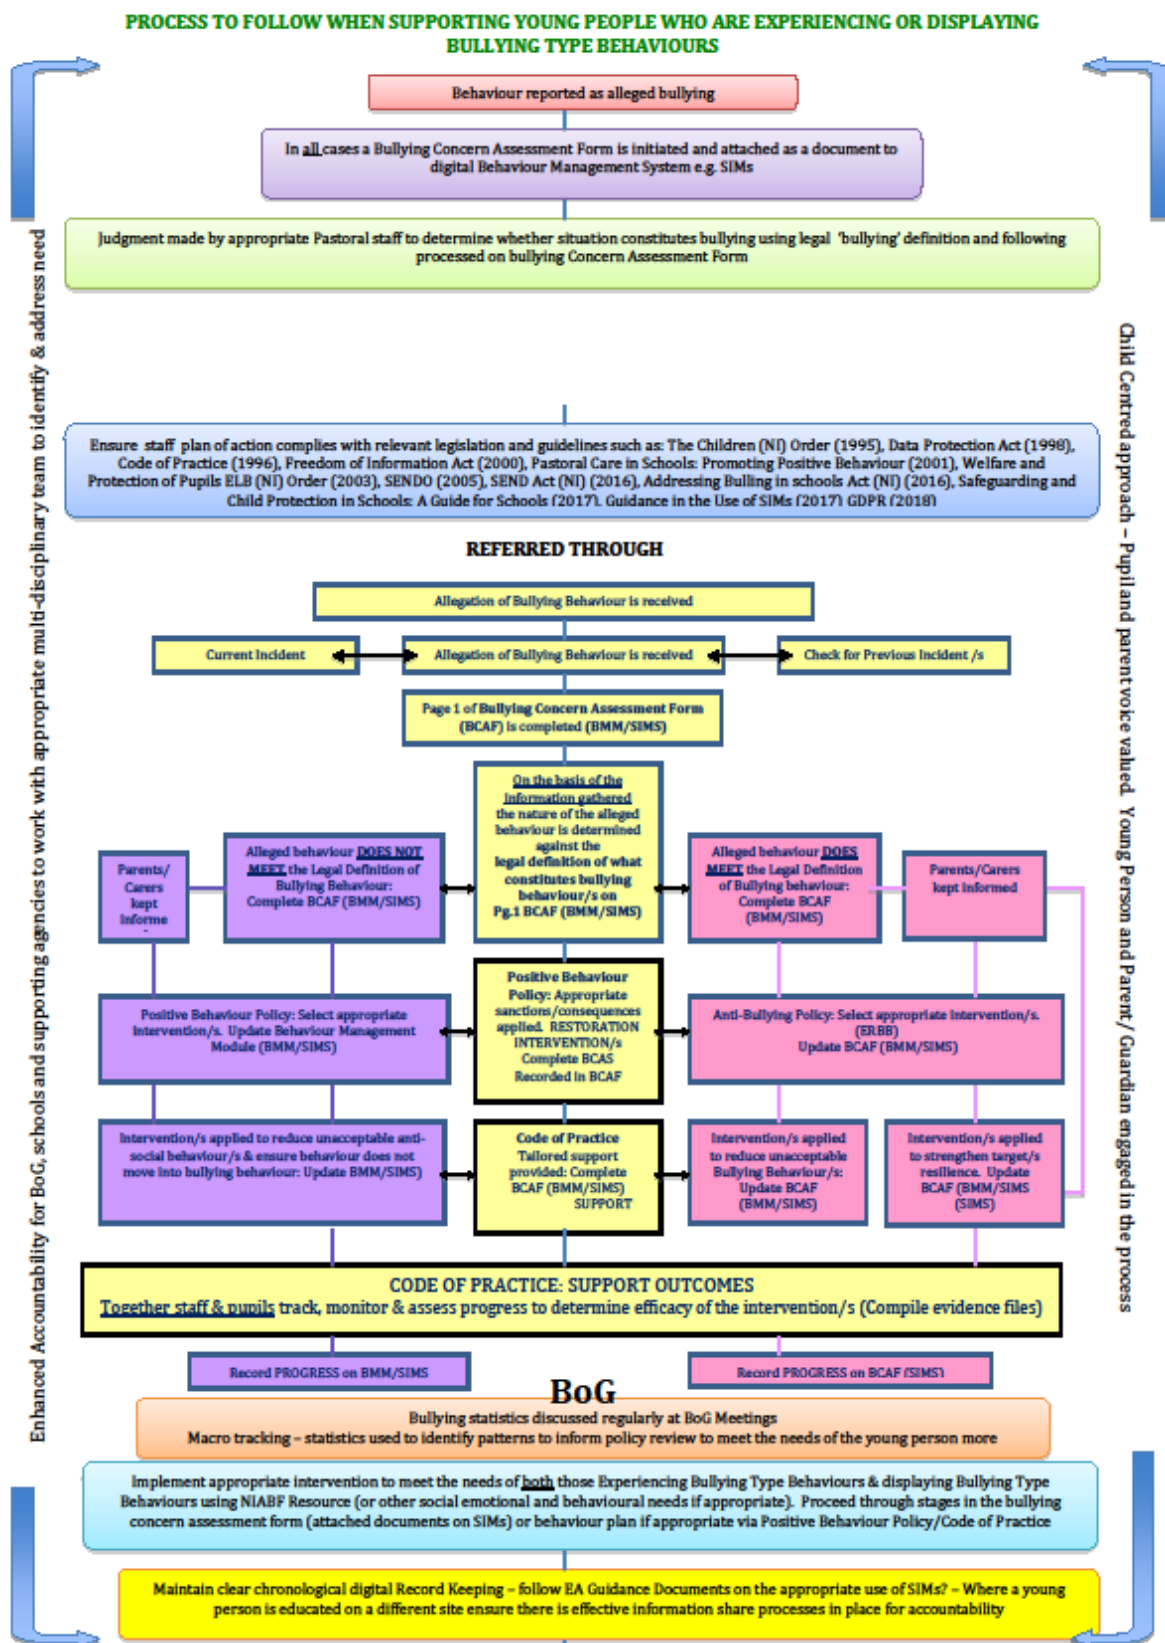 PROCESS TO FOLLOW WHEN SUPPORTING YOUNG PEOPLE WHO ARE EXPERIENCING OR DISPLAYING
BULLYING TYPE BEHAVIOURS
Behaviour reported as alleged bullying
In all cases a Bullying Concern Assessment Form is initiated and attached as a document to
digital Behaviour Management System e.g. SIMs
Judgment made by appropriate Pastoral staff to determine whether situation constitutes bullying using legal 'bullying' definition and following
processed on bullying Concern Assessment Form
Ensure staff plan of action complies with relevant legislation and guidelines such as: The Children (NI) Order (1995), Data Protection Act (1998),
Code of Practice (1996), Freedom of Information Act (2000), Pastoral Care in Schools: Promoting Positive Behaviour (2001), Welfare and
Protection of Pupils ELB (NI) Order (2003), SENDO (2005), SEND Act (NI) (2016), Addressing Bulling in schools Act (NI) (2016), Safeguarding and
Child Protection in Schools: A Guide for Schools (2017). Guidance in the Use of SIMs (2017) GDPR (2018)
REFERRED THROUGH
Allegation of Bullying Behaviour is received
Current Incident
Allegation of Bullying Behaviour is received
Check for Previous Incident /s
Page 1 of Bullying Concern Assessment Form
(BCAF) is completed (BMM/SIMS)
On the basis of the
information gathered
the nature of the alleged
behaviour is determined
against the
legal definition of what
constitutes bullying
behaviour/s on
Pg.1 BCAF (BMM/SIMS)
Parents/
Carers
kept
informe
Alleged behaviour DOES NOT
MEET the Legal Definition of
Bullying Behaviour:
Complete BCAF (BMM/SIMS)
Alleged behaviour DOES
MEET the Legal Definition
of Bullying behaviour:
Complete BCAF
(BMM/SIMS)
Parents/Carers
kept informed
Positive Behaviour Policy: Select appropriate
intervention/s. Update Behaviour Management
Module (BMM/SIMS)
Positive Behaviour
Policy: Appropriate
sanctions/consequences
applied. RESTORATION
INTERVENTION/s
Complete BCAS
Recorded in BCAF
Anti-Bullying Policy: Select appropriate intervention/s.
(ERBB)
Update BCAF (BMM/SIMS)
Intervention/s applied to reduce unacceptable anti-
social behaviour/s & ensure behaviour does not
move into bullying behaviour: Update BMM/SIMS)
Code of Practice
Tailored support
provided: Complete
BCAF (BMM/SIMS)
SUPPORT
Intervention/s applied
to reduce unacceptable
Bullying Behaviour/s:
Update BCAF
(BMM/SIMS)
Intervention/s applied
to strengthen target/s
resilience. Update
BCAF (BMM/SIMS
(SIMS)
CODE OF PRACTICE: SUPPORT OUTCOMES
Together staff & pupils track, monitor & assess progress to determine efficacy of the intervention/s (Compile evidence files)
Record PROGRESS on BMM/SIMS
Record PROGRESS on BCAF (SIMS)
BoG
Bullying statistics discussed regularly at BoG Meetings
Macro tracking – statistics used to identify patterns to inform policy review to meet the needs of the young person more
Implement appropriate intervention to meet the needs of both those Experiencing Bullying Type Behaviours & displaying Bullying Type
Behaviours using NIABF Resource (or other social emotional and behavioural needs if appropriate). Proceed through stages in the bullying
concern assessment form (attached documents on SIMs) or behaviour plan if appropriate via Positive Behaviour Policy/Code of Practice
Maintain clear chronological digital Record Keeping – follow EA Guidance Documents on the appropriate use of SIMs? – Where a young
person is educated on a different site ensure there is effective information share processes in place for accountability
Enhanced Accountability for BoG, schools and supporting agencies to work with appropriate multi-disciplinary team to identify & address need
Child Centred approach – Pupil and parent voice valued. Young Person and Parent/ Guardian engaged in the process